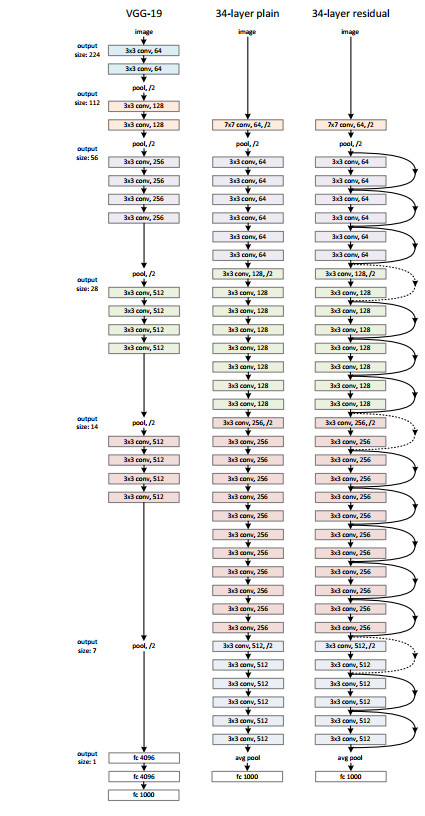 output
size: 224
output
size: 112
output
size: 56
output
size: 28
output
size: 14
output
size: 7
output
size: 1
VGG-19
image
3x3 conv, 64
3x3 conv, 64
pool, /2
3x3 conv, 128
3x3 conv, 128
pool, /2
3x3 conv, 256
3x3 conv, 256
3x3 conv, 256
3x3 conv, 256
pool, /2
3x3 conv, 512
3x3 conv, 512
3x3 conv, 512
3x3 conv, 512
pool, /2
3x3 conv, 512
3x3 conv, 512
3x3 conv, 512
3x3 conv, 512
pool, /2
fc 4096
fc 4096
fc 1000
34-layer plain
image
7x7 conv, 64, /2
pool, /2
3x3 conv, 64
3x3 conv, 64
3x3 conv, 64
3x3 conv, 64
3x3 conv, 64
3x3 conv, 64
3x3 conv, 128, /2
3x3 conv, 128
3x3 conv, 128
3x3 conv, 128
3x3 conv, 128
3x3 conv, 128
3x3 conv, 128
3x3 conv, 128
3x3 conv, 256, /2
3x3 conv, 256
3x3 conv, 256
3x3 conv, 256
3x3 conv, 256
3x3 conv, 256
3x3 conv, 256
3x3 conv, 256
3x3 conv, 256
3x3 conv, 256
3x3 conv, 256
3x3 conv, 256
3x3 conv, 512, /2
3x3 conv, 512
3x3 conv, 512
3x3 conv, 512
3x3 conv, 512
3x3 conv, 512
avg pool
fc 1000
34-layer residual
image
7x7 conv, 64, /2
pool, /2
3x3 conv, 64
3x3 conv, 64
3x3 conv, 64
3x3 conv, 64
3x3 conv, 64
3x3 conv, 64
3x3 conv, 128, /2
3x3 conv, 128
3x3 conv, 128
3x3 conv, 128
3x3 conv, 128
3x3 conv, 128
3x3 conv, 128
3x3 conv, 128
3x3 conv, 256, /2
3x3 conv, 256
3x3 conv, 256
3x3 conv, 256
3x3 conv, 256
3x3 conv, 256
3x3 conv, 256
3x3 conv, 256
3x3 conv, 256
3x3 conv, 256
3x3 conv, 256
3x3 conv, 256
3x3 conv, 512, /2
3x3 conv, 512
3x3 conv, 512
3x3 conv, 512
3x3 conv, 512
3x3 conv, 512
avg pool
fc 1000